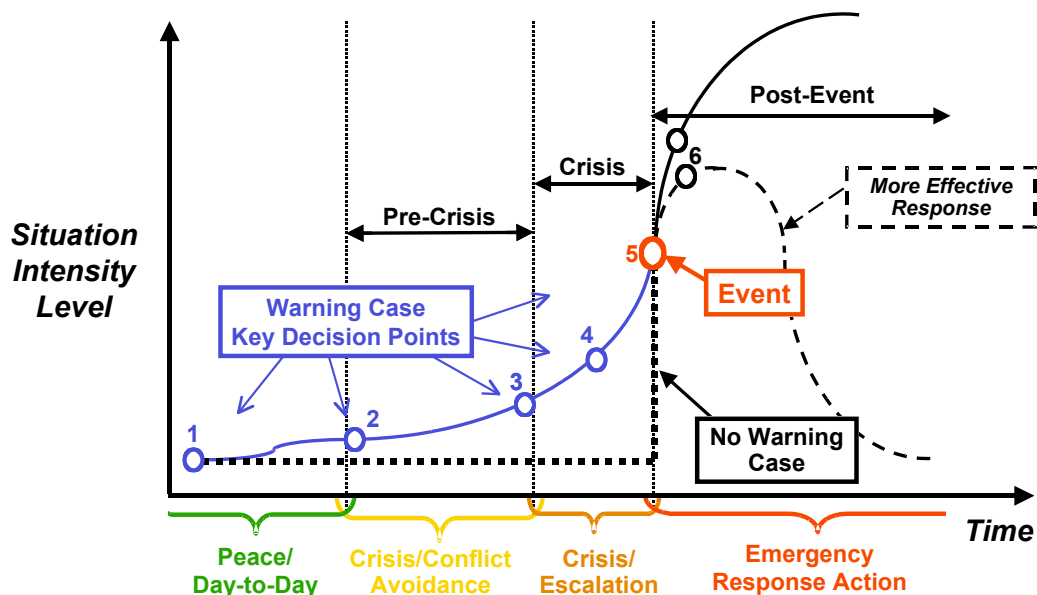 Post-Event
6
Crisis
More Effective
Response
Pre-Crisis
Situation
Intensity
Level
5
Event
Warning Case
Key Decision Points
4
3
2
1
No Warning
Case
Time
Peace/
Day-to-Day
Crisis/Conflict
Avoidance
Crisis/
Escalation
Emergency
Response Action